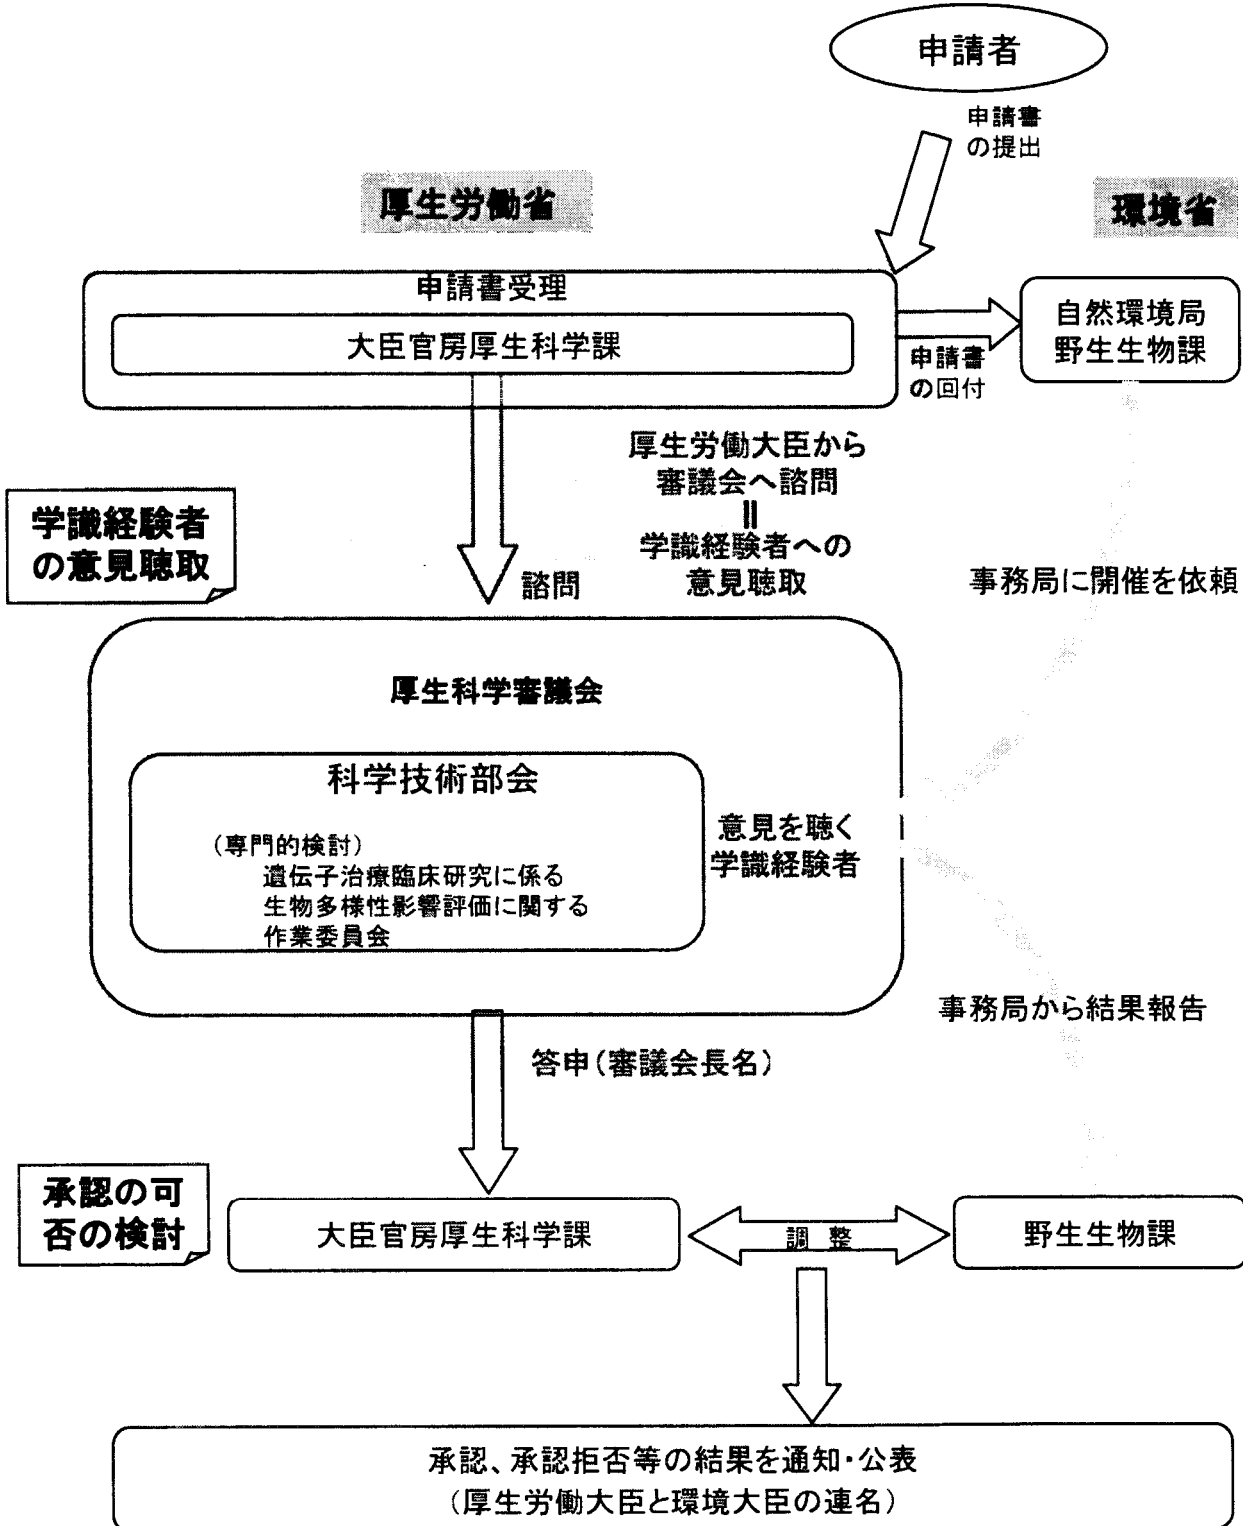 申請者
申請書
の提出
厚生労働省
環境省
申請書受理
大臣官房厚生科学課
自然環境局
野生生物課
申請書
の回付
厚生労働大臣から
審議会へ諮問
||
学識経験者への
意見聴取
学識経験者
の意見聴取
諮問
事務局に開催を依頼
厚生科学審議会
科学技術部会
(専門的検討)
遺伝子治療臨床研究に係る
生物多様性影響評価に関する
作業委員会
意見を聴く
学識経験者
事務局から結果報告
答申(審議会長名)
承認の可
否の検討
大臣官房厚生科学課
調 整
野生生物課
承認、承認拒否等の結果を通知・公表
(厚生労働大臣と環境大臣の連名)